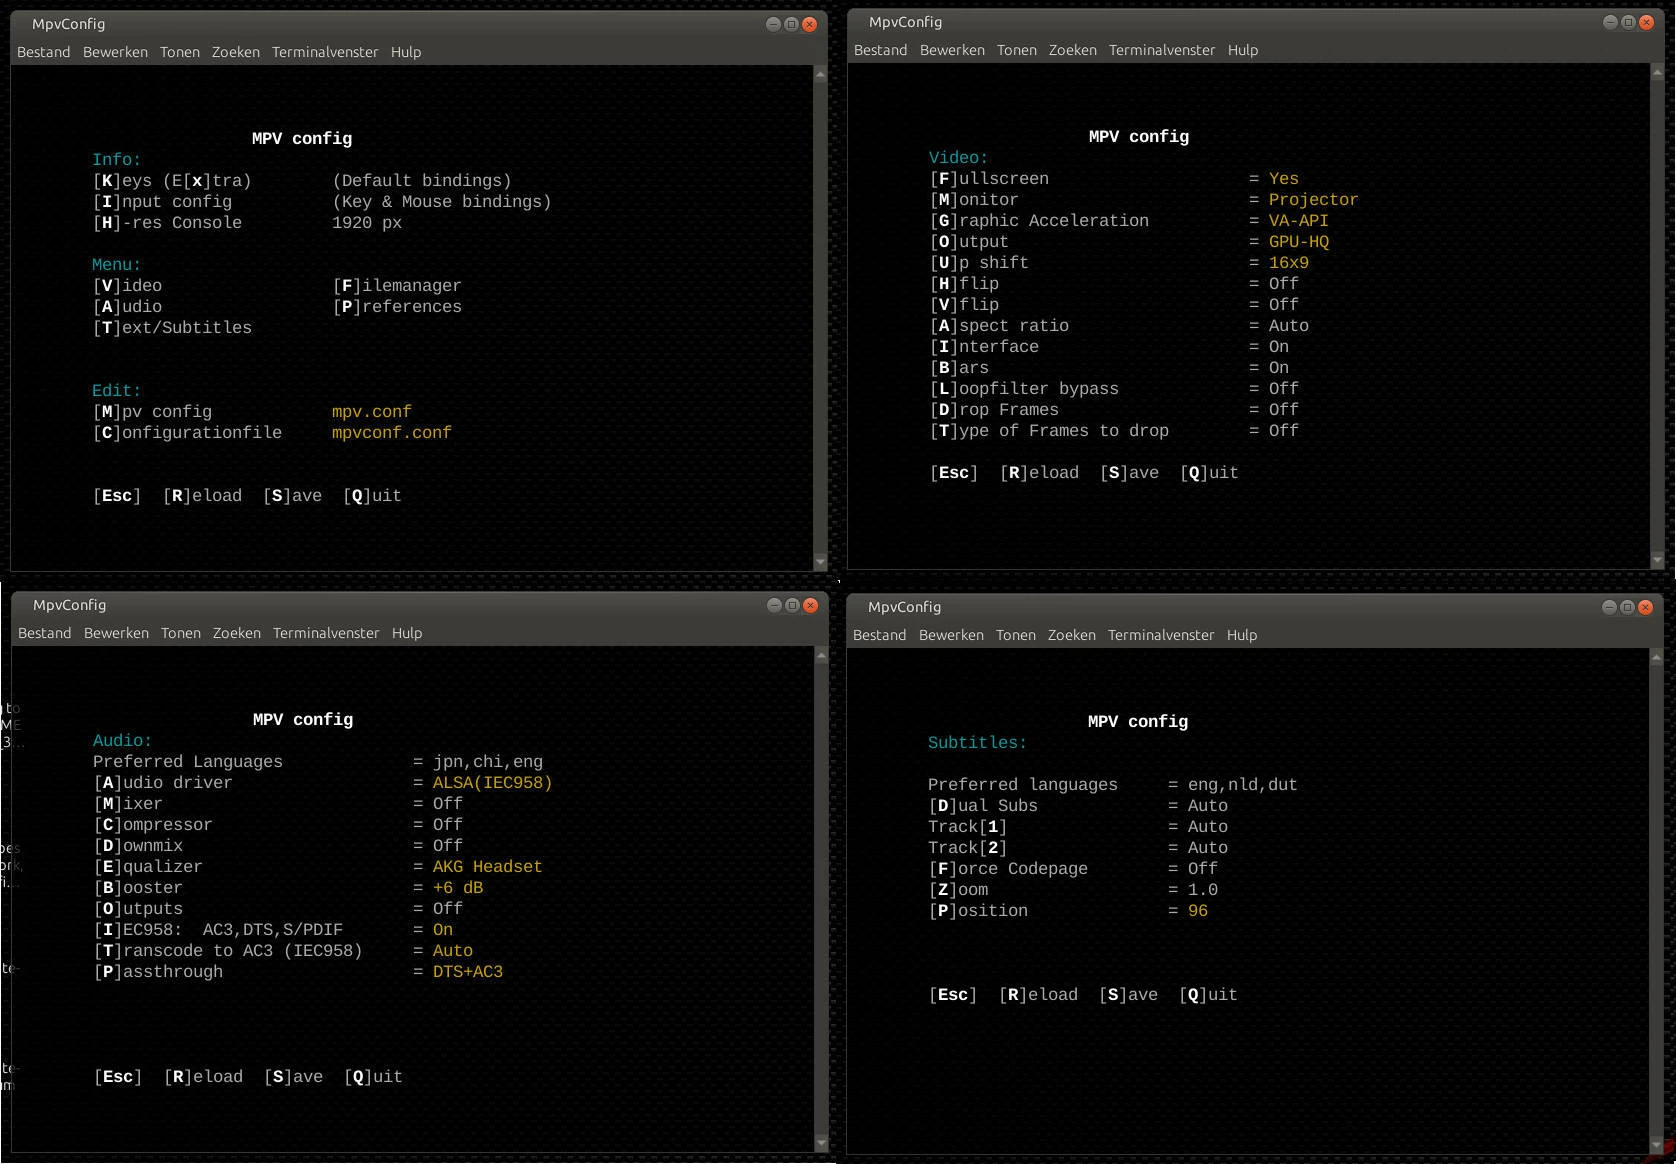 MpvConfig
Bestand Bewerken Tonen Zoeken Terminalvenster Hulp
MPV config
Info:
[K]eys (E[x]tra) (Default bindings)
[I]nput config (Key & Mouse bindings)
[H]-res Console 1920 px
Menu:
[V]ideo [F]ilemanager
[A]udio [P]references
[T]ext/Subtitles
Edit:
[M]pv config mpv.conf
[C]onfigurationfile mpvconf.conf
[Esc] [R]eload [S]ave [Q]uit
MpvConfig
Bestand Bewerken Tonen Zoeken Terminalvenster Hulp
MPV config
Video:
[F]ullscreen = Yes
[M]onitor = Projector
[G]raphic Acceleration = VA-API
[O]utput = GPU-HQ
[U]p shift = 16x9
[H]flip = Off
[V]flip = Off
[A]spect ratio = Auto
[I]nterface = On
[B]ars = On
[L]oopfilter bypass = Off
[D]rop Frames = Off
[T]ype of Frames to drop = Off
[Esc] [R]eload [S]ave [Q]uit
MpvConfig
Bestand Bewerken Tonen Zoeken Terminalvenster Hulp
MPV config
Audio:
Preferred Languages = jpn,chi,eng
[A]udio driver = ALSA(IEC958)
[M]ixer = Off
[C]ompressor = Off
[D]ownmix = Off
[E]qualizer = AKG Headset
[B]ooster = +6 dB
[O]utputs = Off
[I]EC958: AC3,DTS,S/PDIF = On
[T]ranscode to AC3 (IEC958) = Auto
[P]assthrough = DTS+AC3
[Esc] [R]eload [S]ave [Q]uit
MpvConfig
Bestand Bewerken Tonen Zoeken Terminalvenster Hulp
MPV config
Subtitles:
Preferred languages = eng,nld,dut
[D]ual Subs = Auto
Track[1] = Auto
Track[2] = Auto
[F]orce Codepage = Off
[Z]oom = 1.0
[P]osition = 96
[Esc] [R]eload [S]ave [Q]uit